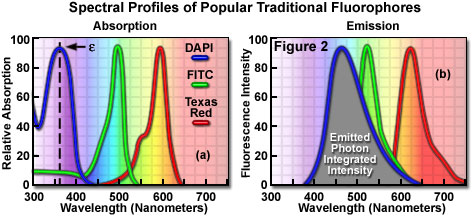 Spectral Profiles of Popular Traditional Fluorophores
Absorption
Emission
100
80
60
40
20
0
Relative Absorption
ε
DAPI
FITC
Texas
Red
(a)
300 400 500 600 700
Wavelength (Nanometers)
100
80
60
40
20
0
Fluorescence Intensity
Figure 2
(b)
Emitted
Photon
Integrated
Intensity
300 400 500 600 700
Wavelength (Nanometers)